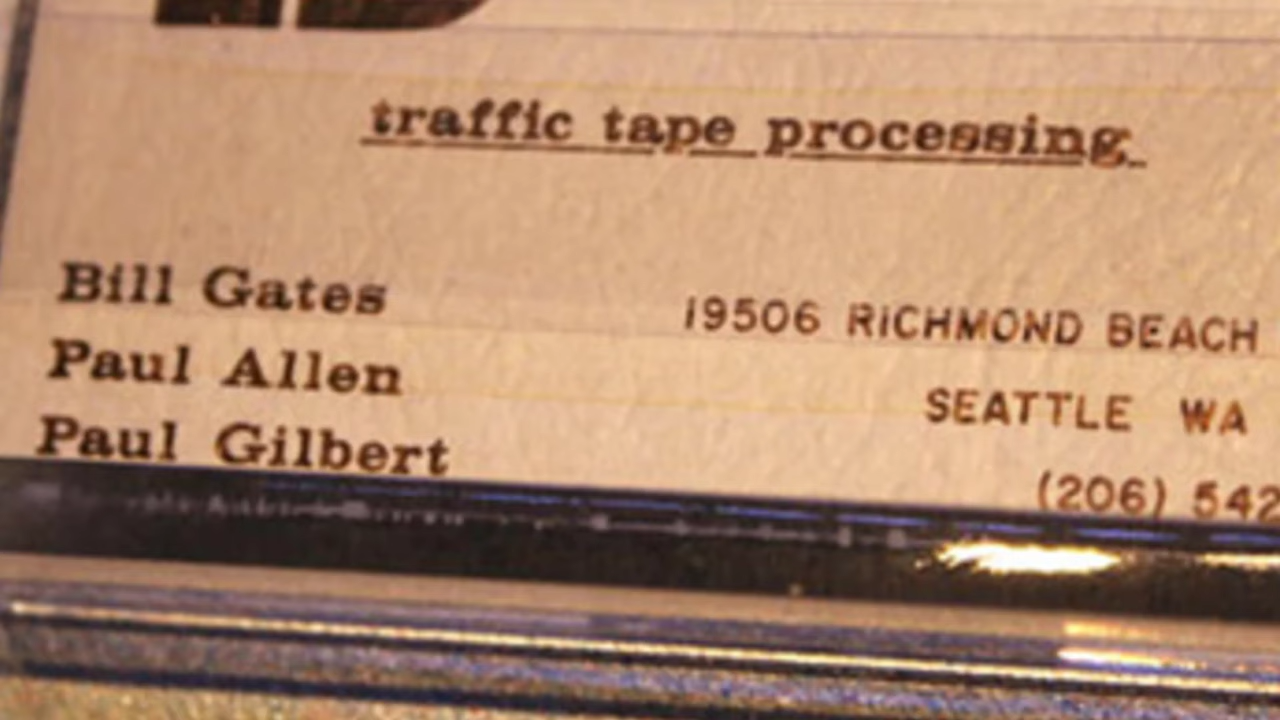 traffic tape processing
Bill Gates
19506 RICHMOND BEACH
Paul Allen
SEATTLE WA
Paul Gilbert
(206) 542